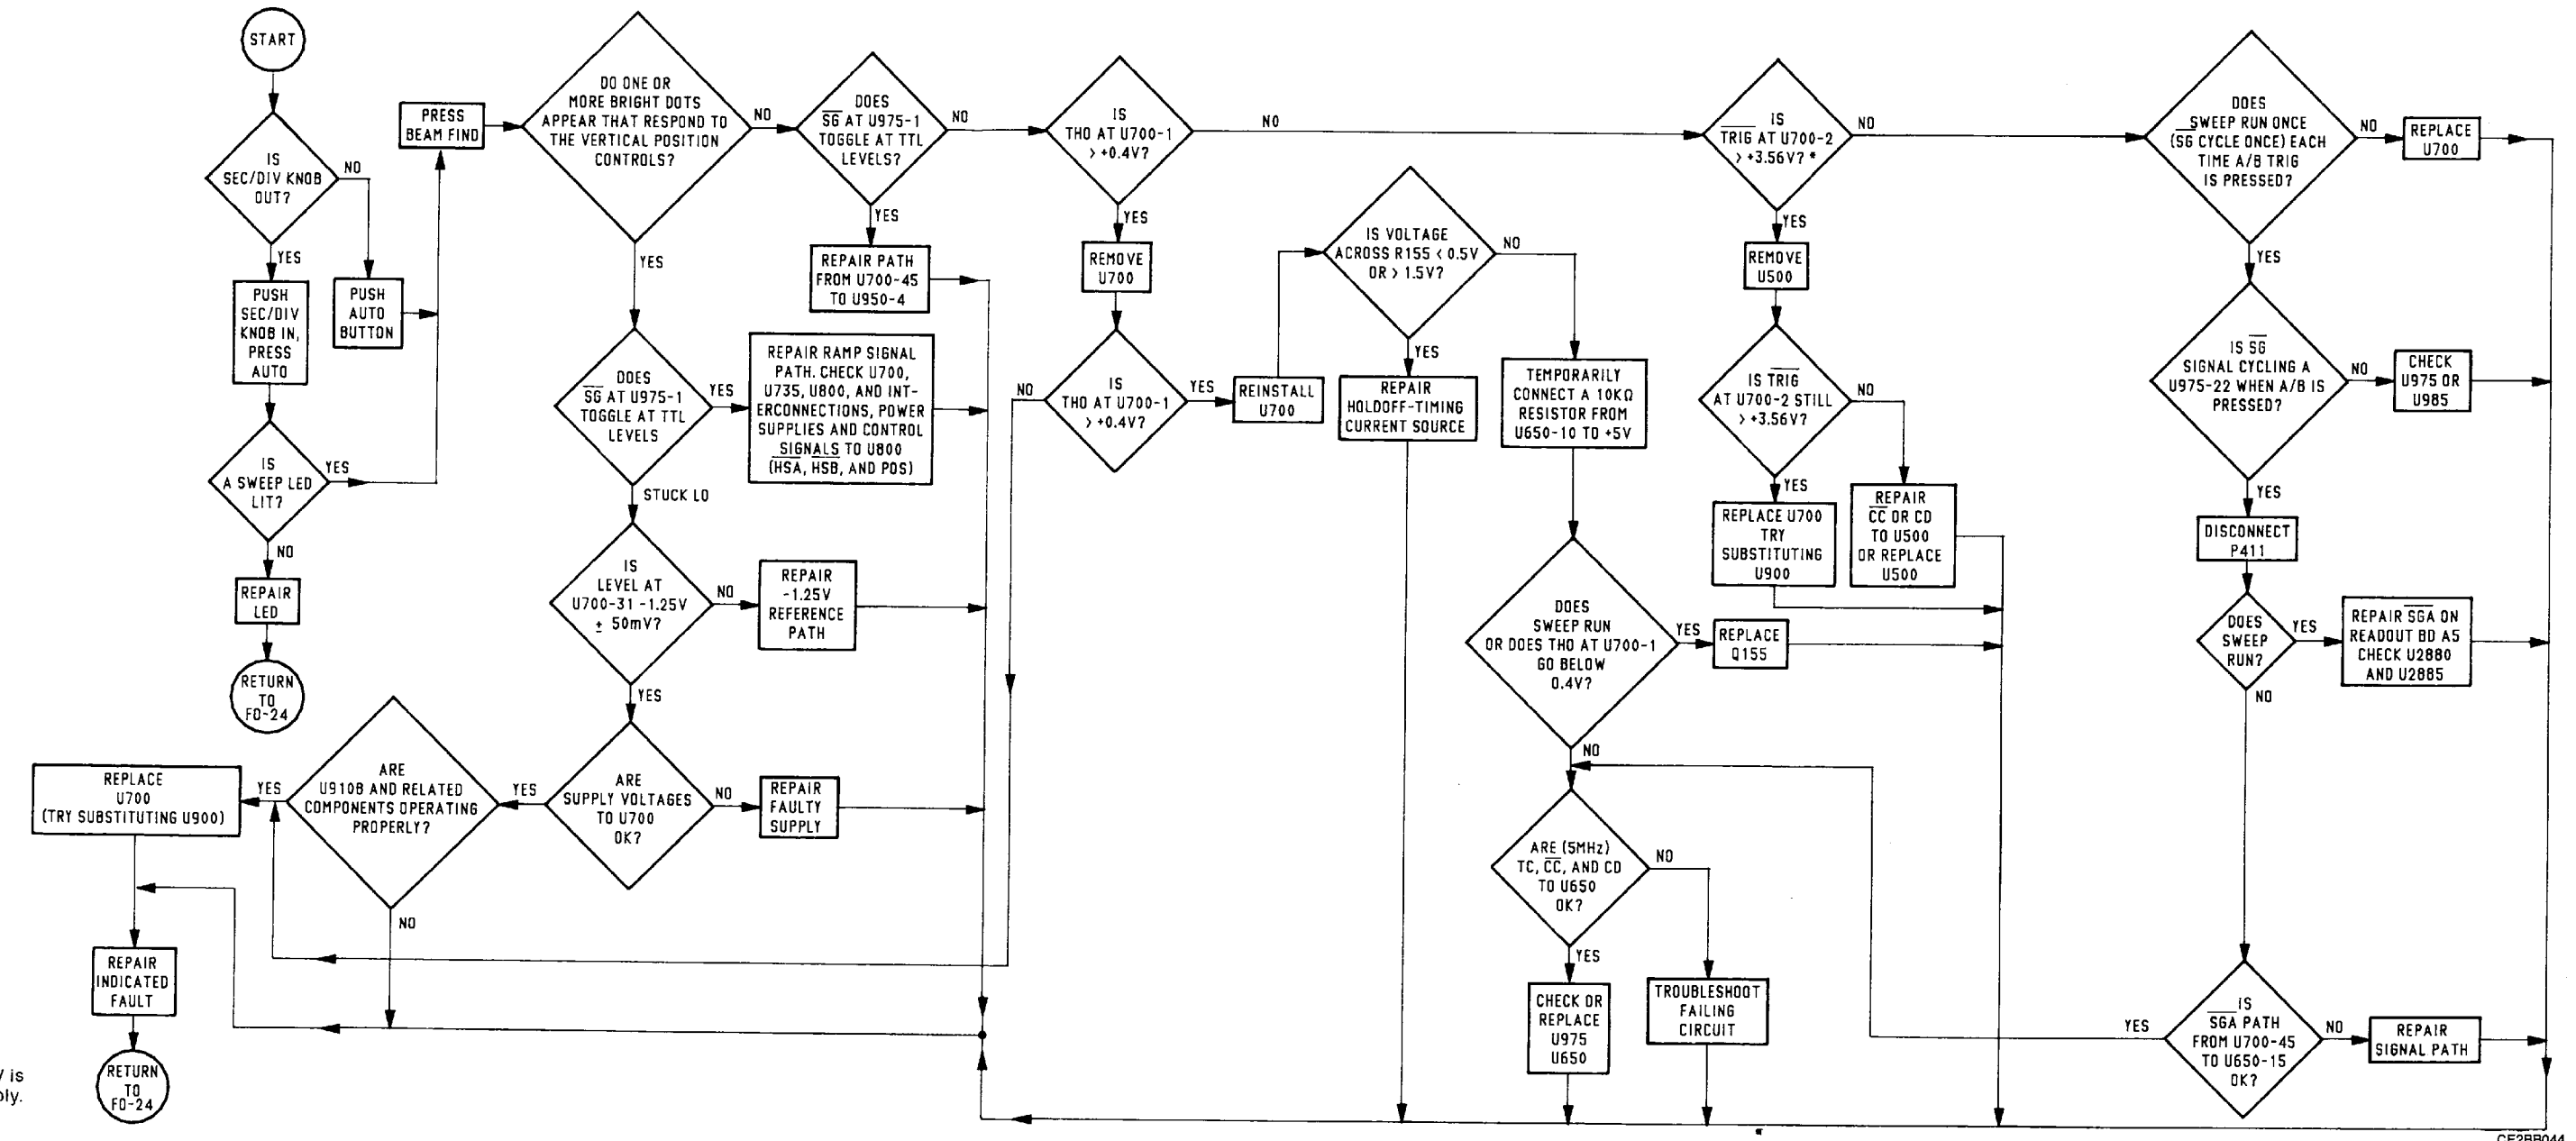 START
IS
SEC/DIV KNOB
OUT?
NO
YES
PUSH
SEC/DIV
KNOB IN,
PRESS
AUTO
PUSH
AUTO
BUTTON
IS
A SWEEP LED
LIT?
YES
NO
REPAIR
LED
RETURN
TO
FO-24
PRESS
BEAM FIND
DO ONE OR
MORE BRIGHT DOTS
APPEAR THAT RESPOND TO
THE VERTICAL POSITION
CONTROLS?
NO
YES
DOES
S̅G̅ AT U975-1
TOGGLE AT TTL
LEVELS?
NO
YES
REPAIR PATH
FROM U700-45
TO U950-4
DOES
S̅G̅ AT U975-1
TOGGLE AT TTL
LEVELS
YES
REPAIR RAMP SIGNAL
PATH. CHECK U700,
U735, U800, AND INT-
ERCONNECTIONS, POWER
SUPPLIES AND CONTROL
SIGNALS TO U800
(H̅S̅A̅, H̅S̅B̅, AND POS)
STUCK LO
IS
LEVEL AT
U700-31 -1.25V
± 50mV?
NO
REPAIR
-1.25V
REFERENCE
PATH
YES
ARE
SUPPLY VOLTAGES
TO U700
OK?
NO
REPAIR
FAULTY
SUPPLY
YES
ARE
U910B AND RELATED
COMPONENTS OPERATING
PROPERLY?
YES
NO
REPLACE
U700
(TRY SUBSTITUTING U900)
REPAIR
INDICATED
FAULT
RETURN
TO
FO-24
V is
ply.
IS
THO AT U700-1
> +0.4V?
NO
YES
REMOVE
U700
IS
THO AT U700-1
> +0.4V?
NO
YES
REINSTALL
U700
IS VOLTAGE
ACROSS R155 < 0.5V
OR > 1.5V?
NO
YES
REPAIR
HOLDOFF-TIMING
CURRENT SOURCE
TEMPORARILY
CONNECT A 10KΩ
RESISTOR FROM
U650-10 TO +5V
DOES
SWEEP RUN
OR DOES THO AT U700-1
GO BELOW
0.4V?
YES
REPLACE
Q155
NO
ARE (5MHz)
TC, C̅C̅, AND CD
TO U650
OK?
NO
YES
CHECK OR
REPLACE
U975
U650
TROUBLESHOOT
FAILING
CIRCUIT
IS
T̅R̅I̅G̅ AT U700-2
> +3.56V? *
NO
YES
REMOVE
U500
IS T̅R̅I̅G̅
AT U700-2 STILL
> +3.56V?
NO
YES
REPLACE U700
TRY
SUBSTITUTING
U900
REPAIR
C̅C̅ OR CD
TO U500
OR REPLACE
U500
DOES
SWEEP RUN ONCE
(S̅G̅ CYCLE ONCE) EACH
TIME A/B TRIG
IS PRESSED?
NO
REPLACE
U700
YES
IS S̅G̅
SIGNAL CYCLING A
U975-22 WHEN A/B IS
PRESSED?
NO
CHECK
U975 OR
U985
YES
DISCONNECT
P411
DOES
SWEEP
RUN?
YES
REPAIR S̅G̅A̅ ON
READOUT BD A5
CHECK U2880
AND U2885
NO
IS
S̅G̅A̅ PATH
FROM U700-45
TO U650-15
OK?
YES
NO
REPAIR
SIGNAL PATH
CE2BB044